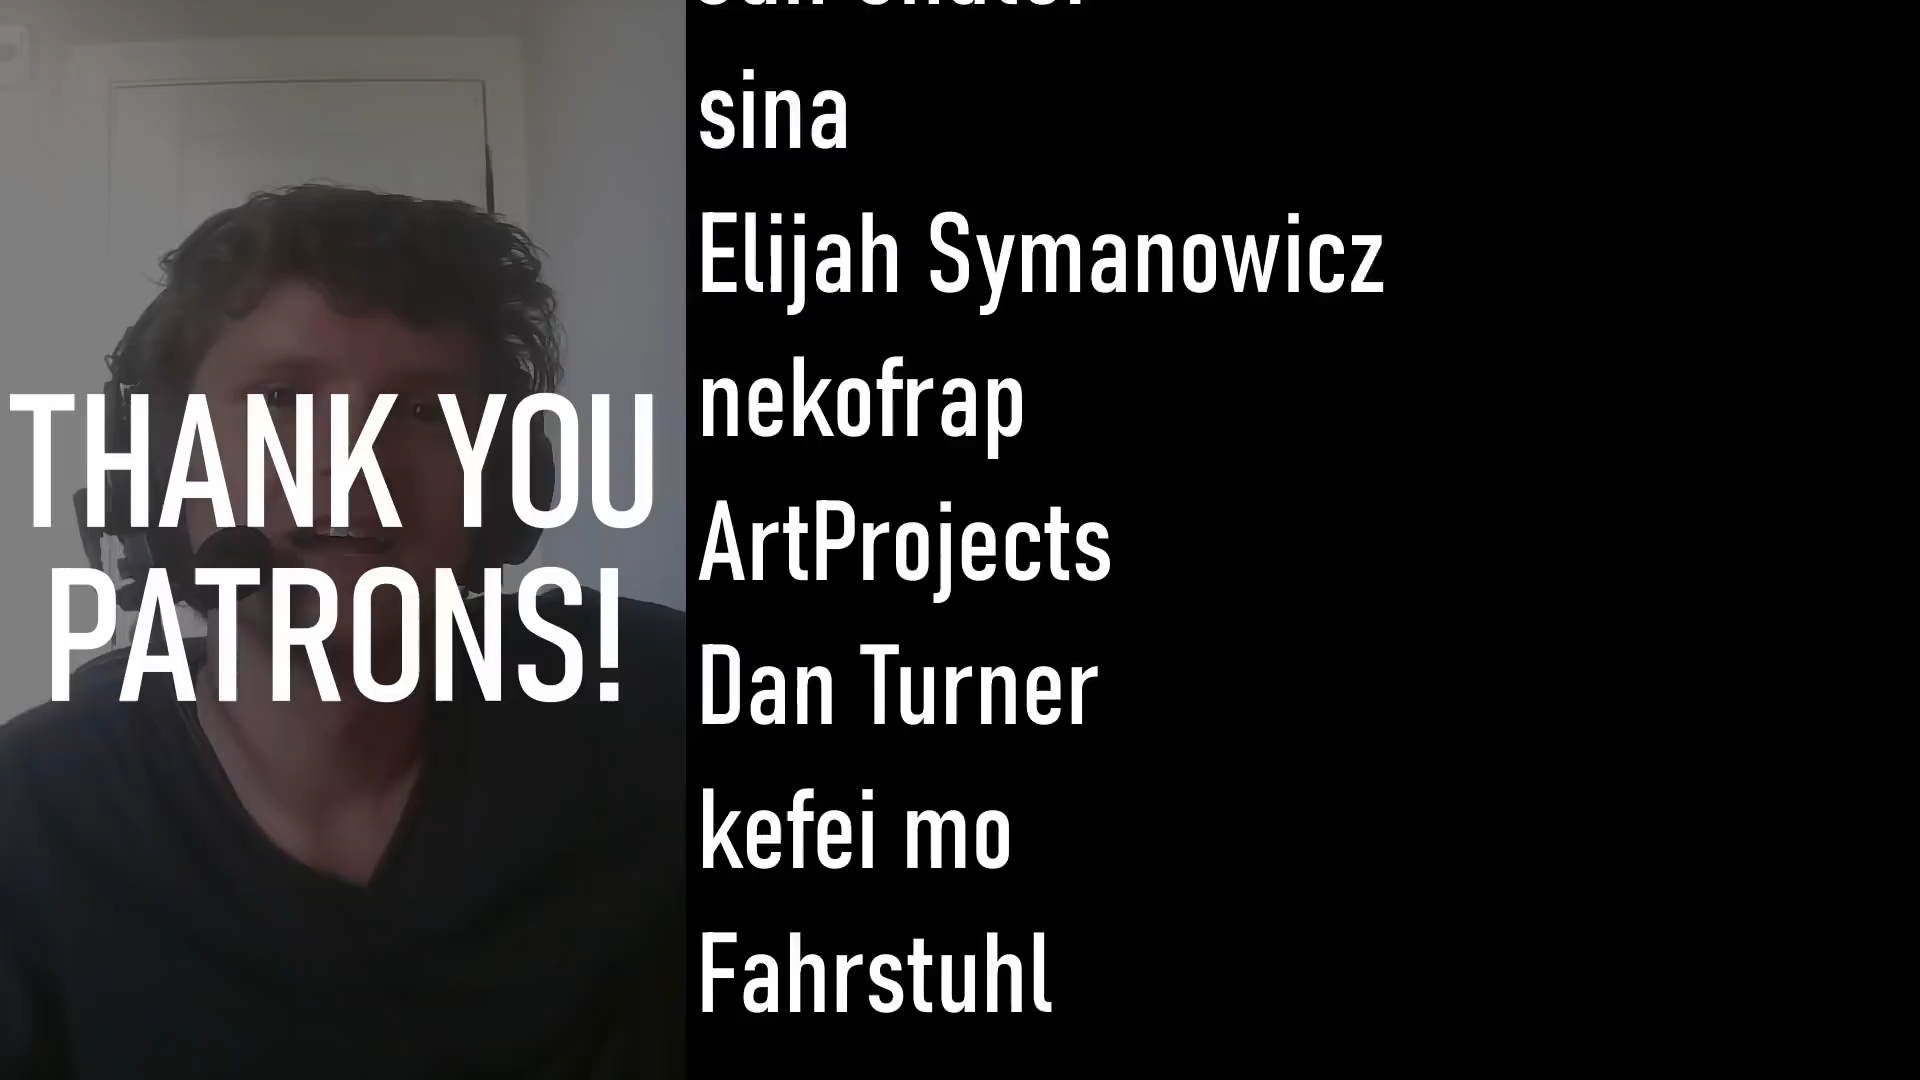 THANK YOU
PATRONS!
sina
Elijah Symanowicz
nekofrap
ArtProjects
Dan Turner
kefei mo
Fahrstuhl